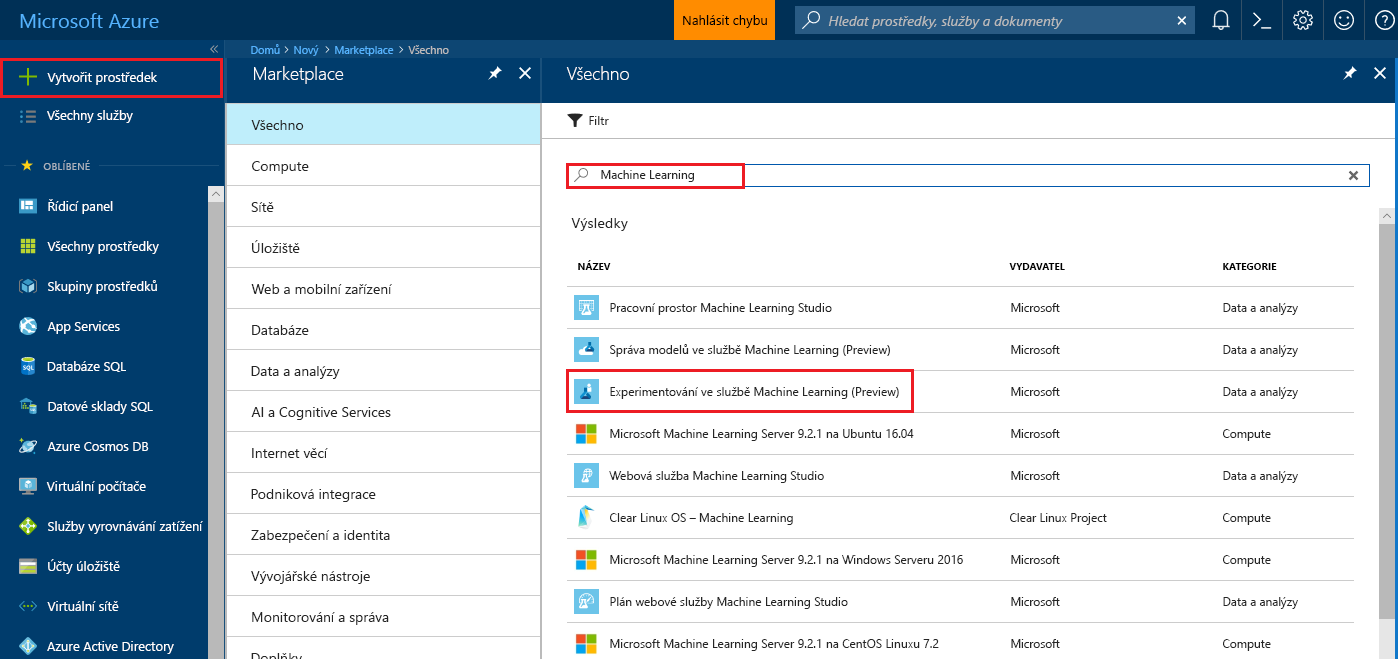 Microsoft Azure
Nahlásit chybu
Hledat prostředky, služby a dokumenty
Domů > Nový > Marketplace > Všechno
Vytvořit prostředek
Všechny služby
OBLÍBENÉ
Řídicí panel
Všechny prostředky
Skupiny prostředků
App Services
Databáze SQL
Datové sklady SQL
Azure Cosmos DB
Virtuální počítače
Služby vyrovnávání zatížení
Účty úložiště
Virtuální sítě
Azure Active Directory
Marketplace
Všechno
Compute
Sítě
Úložiště
Web a mobilní zařízení
Databáze
Data a analýzy
AI a Cognitive Services
Internet věcí
Podniková integrace
Zabezpečení a identita
Vývojářské nástroje
Monitorování a správa
Doplňky
Všechno
Filtr
Machine Learning
Výsledky
NÁZEV VYDAVATEL KATEGORIE
Pracovní prostor Machine Learning Studio Microsoft Data a analýzy
Správa modelů ve službě Machine Learning (Preview) Microsoft Data a analýzy
Experimentování ve službě Machine Learning (Preview) Microsoft Data a analýzy
Microsoft Machine Learning Server 9.2.1 na Ubuntu 16.04 Microsoft Compute
Webová služba Machine Learning Studio Microsoft Data a analýzy
Clear Linux OS – Machine Learning Clear Linux Project Compute
Microsoft Machine Learning Server 9.2.1 na Windows Serveru 2016 Microsoft Compute
Plán webové služby Machine Learning Studio Microsoft Data a analýzy
Microsoft Machine Learning Server 9.2.1 na CentOS Linuxu 7.2 Microsoft Compute